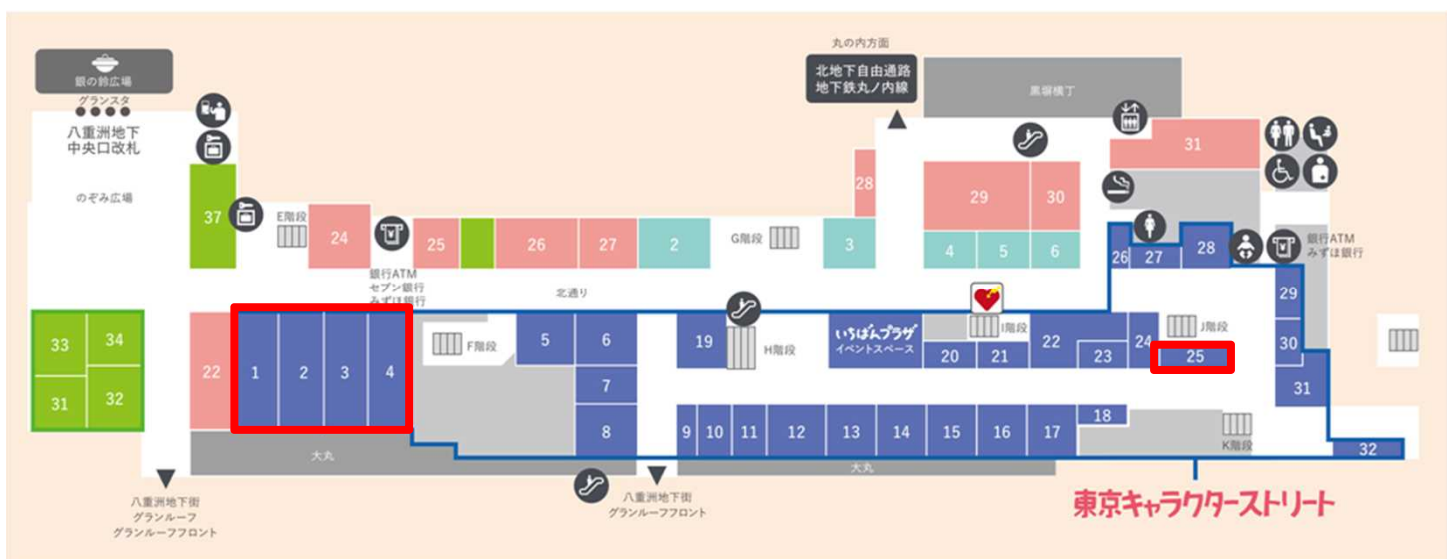 丸の内方面
北地下自由通路
地下鉄丸ノ内線
銀の鈴広場
グランスタ
八重洲地下
中央口改札
のぞみ広場
黒塀横丁
31
37
E階段
24
25
26
27
2
G階段
3
28
29
30
4
5
6
26
27
28
銀行ATM
みずほ銀行
銀行ATM
セブン銀行
みずほ銀行
北通り
33
34
31
32
22
1
2
3
4
F階段
5
6
7
8
19
H階段
いちばんプラザ
イベントスペース
I階段
20
21
22
23
24
J階段
25
29
30
31
32
9
10
11
12
13
14
15
16
17
18
K階段
大丸
大丸
八重洲地下街
グランルーフ
グランルーフフロント
八重洲地下街
グランルーフフロント
東京キャラクターストリート